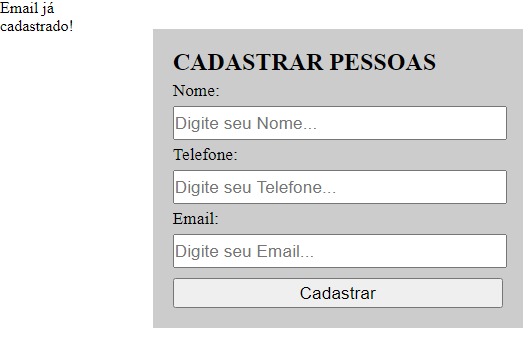 Email já
cadastrado!
CADASTRAR PESSOAS
Nome:
Digite seu Nome...
Telefone:
Digite seu Telefone...
Email:
Digite seu Email...
Cadastrar